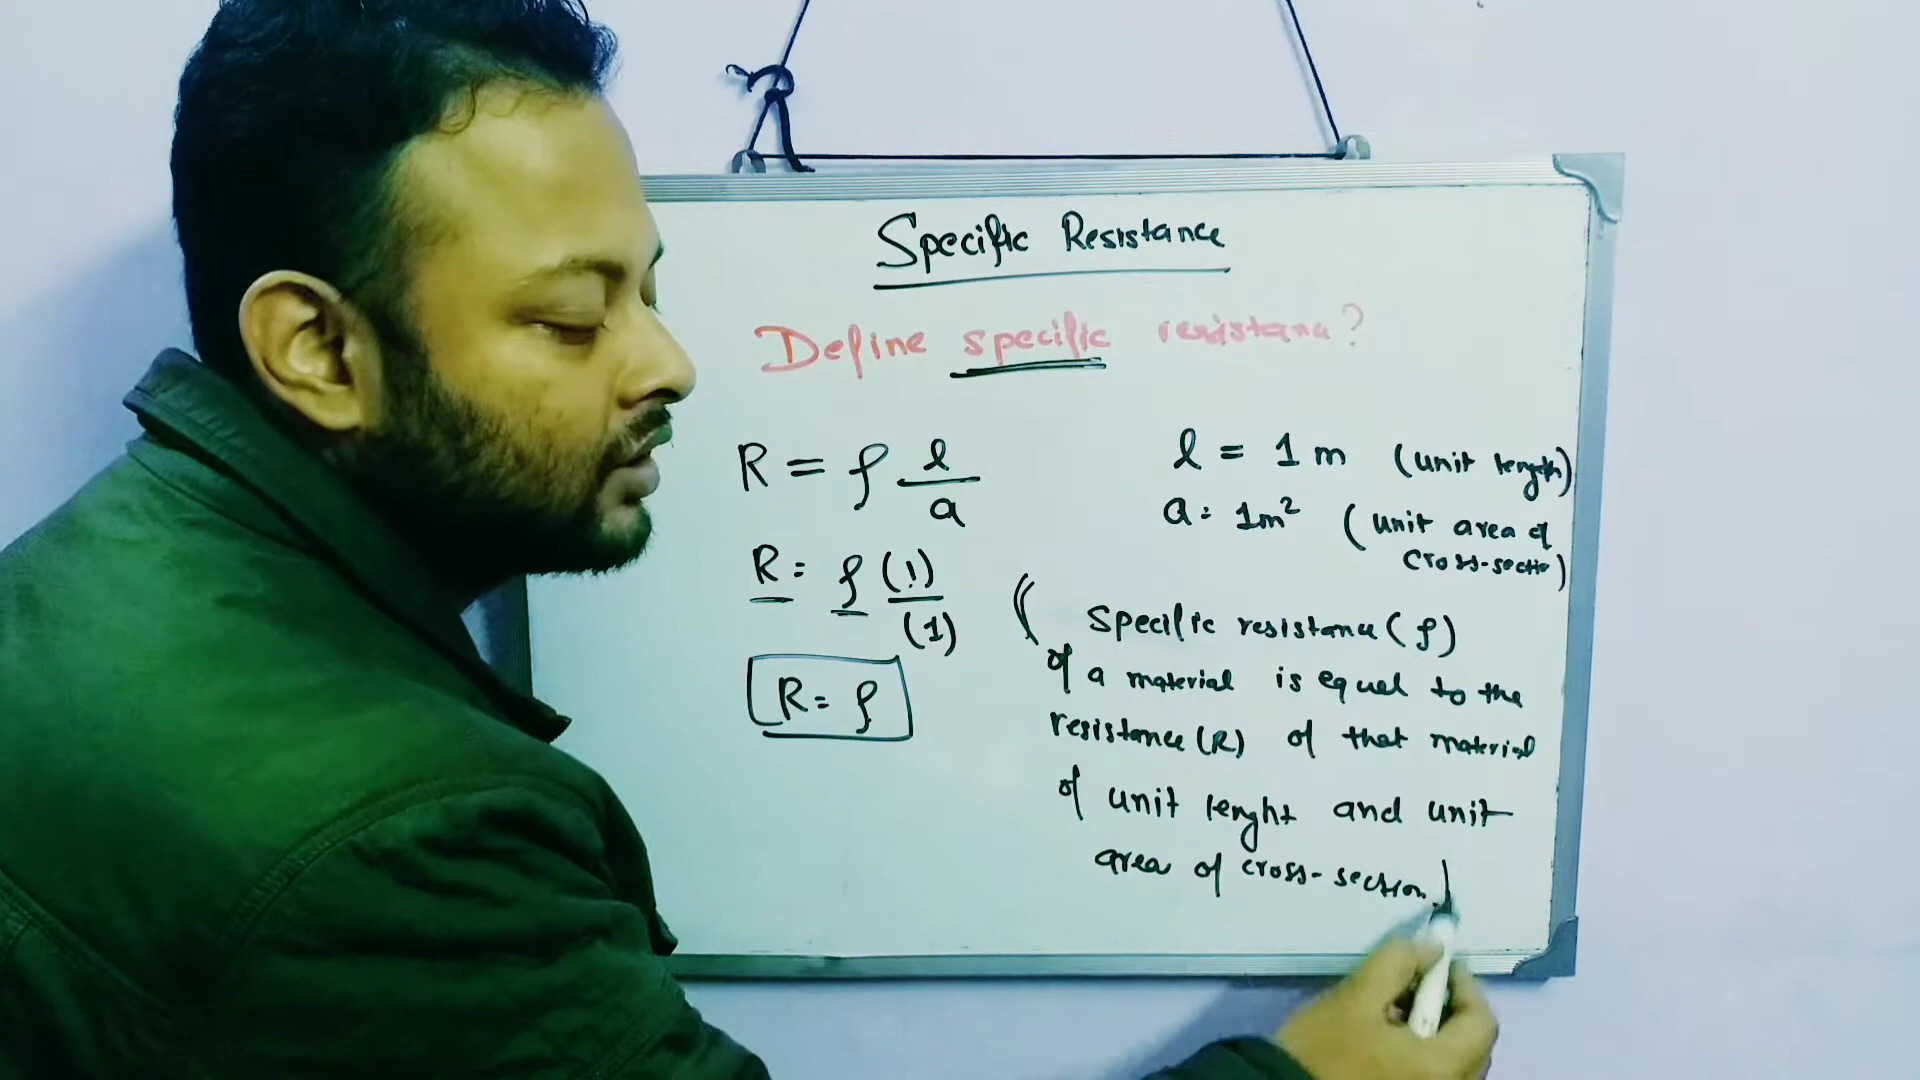 Specific Resistance
Define specific resistance?
R = ρ l/a
l = 1 m (unit length)
a = 1m² (unit area of
cross-section)
R = ρ (1)/(1)
R = ρ
Specific resistance (ρ)
of a material is equal to the
resistance (R) of that material
of unit lenght and unit
area of cross-section.